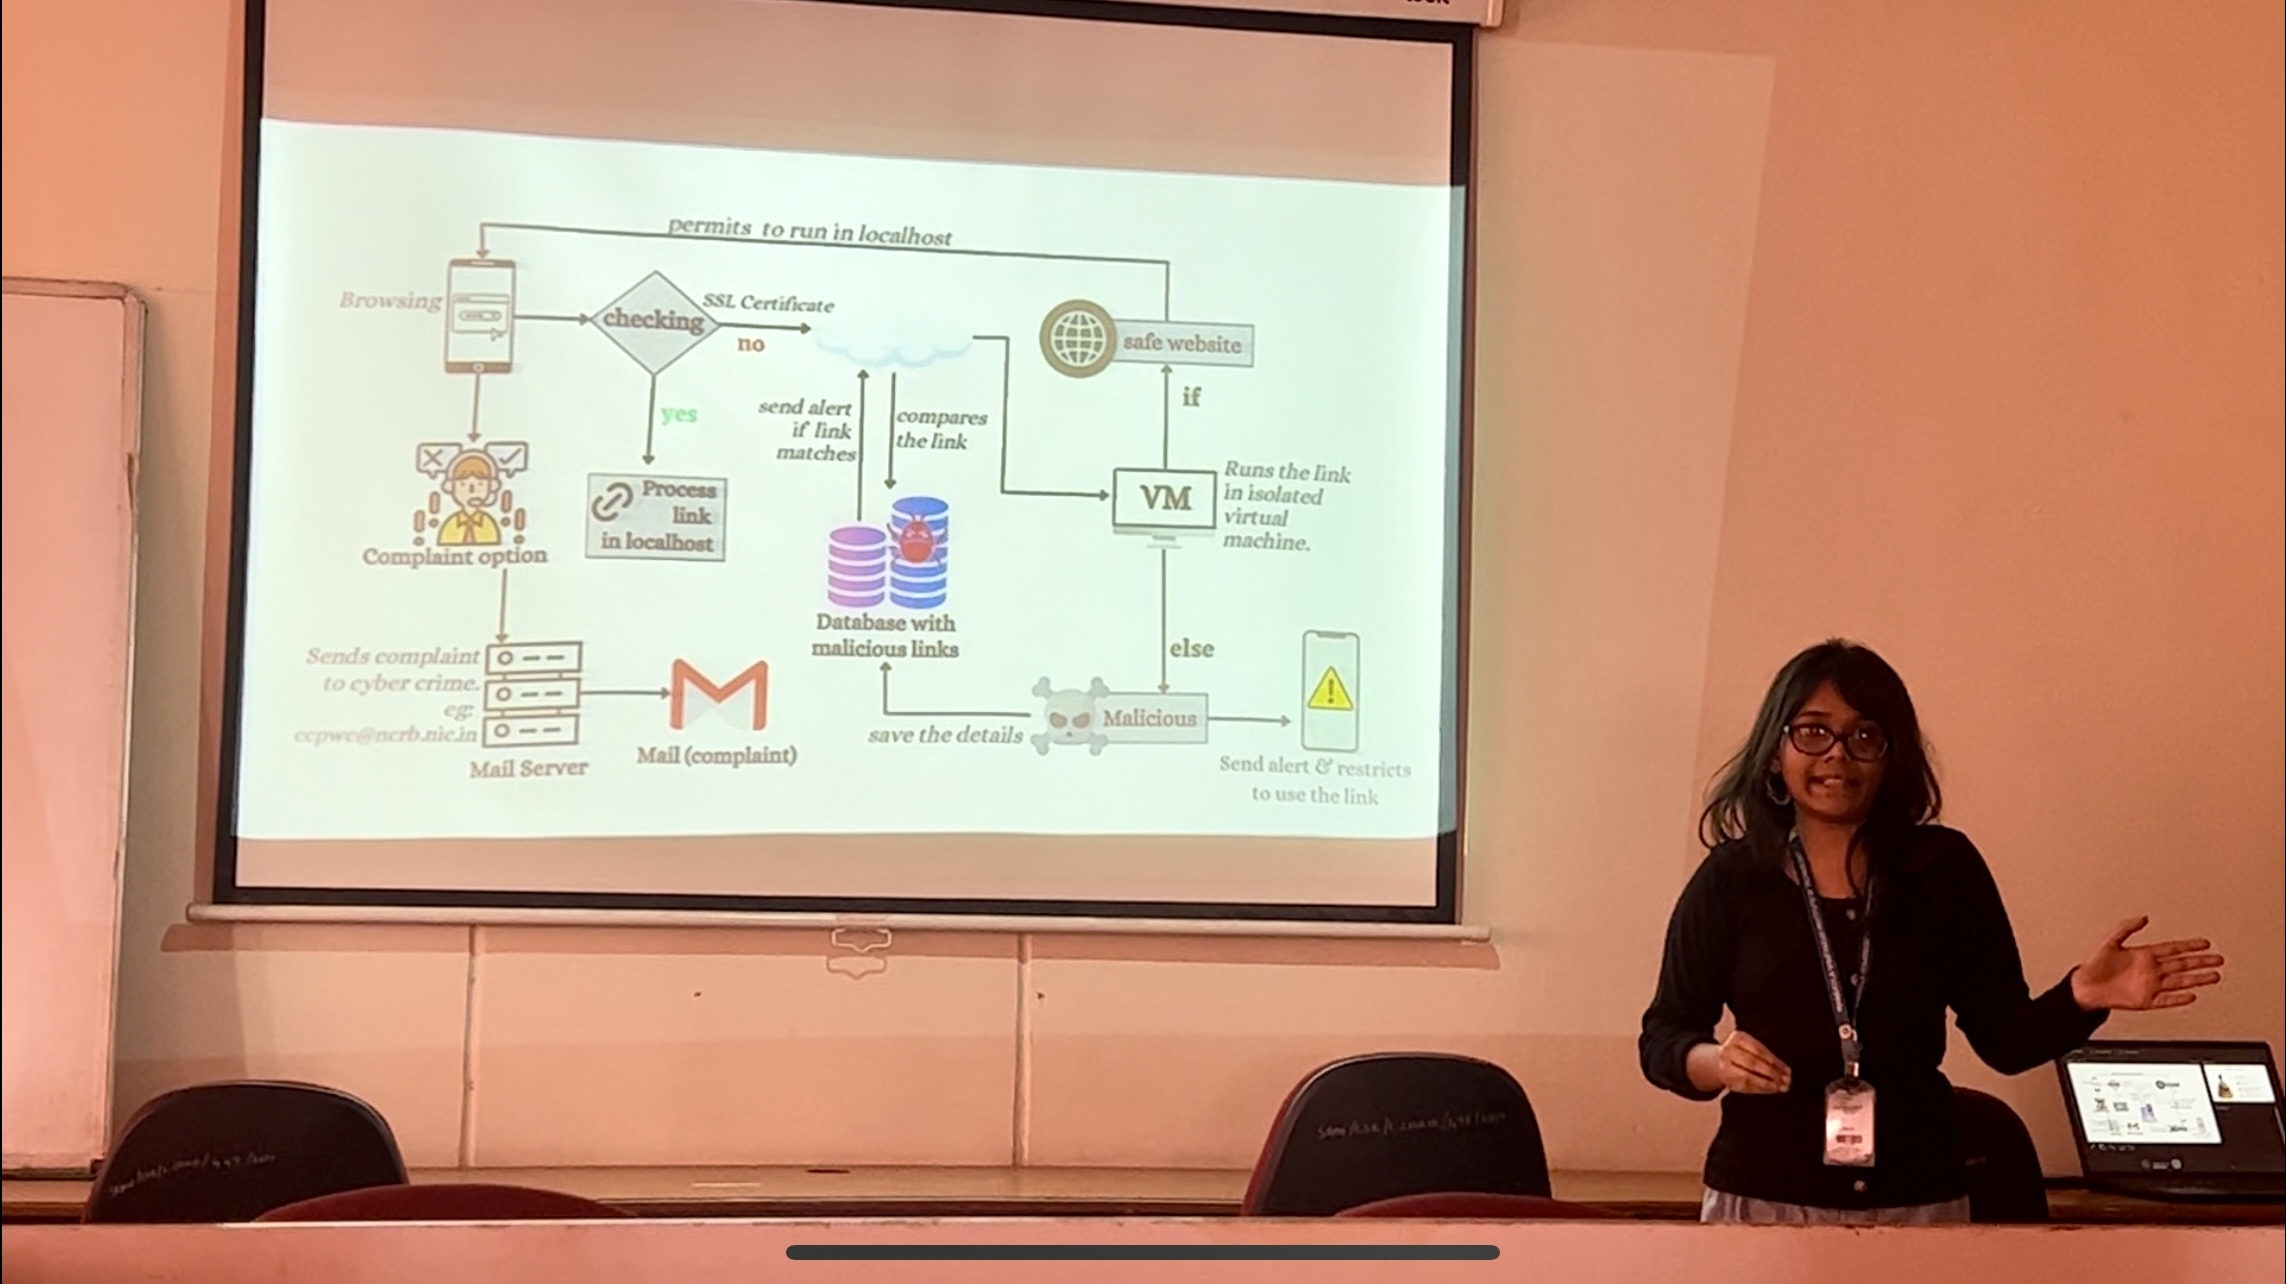 permits to run in localhost
Browsing
checking
SSL Certificate
no
yes
safe website
if
send alert
if link
matches
compares
the link
Process
link
in localhost
VM
Runs the link
in isolated
virtual
machine.
Complaint option
Database with
malicious links
else
Sends complaint
to cyber crime.
eg:
ccpwc@ncrb.nic.in
Mail Server
Mail (complaint)
save the details
Malicious
Send alert & restricts
to use the link